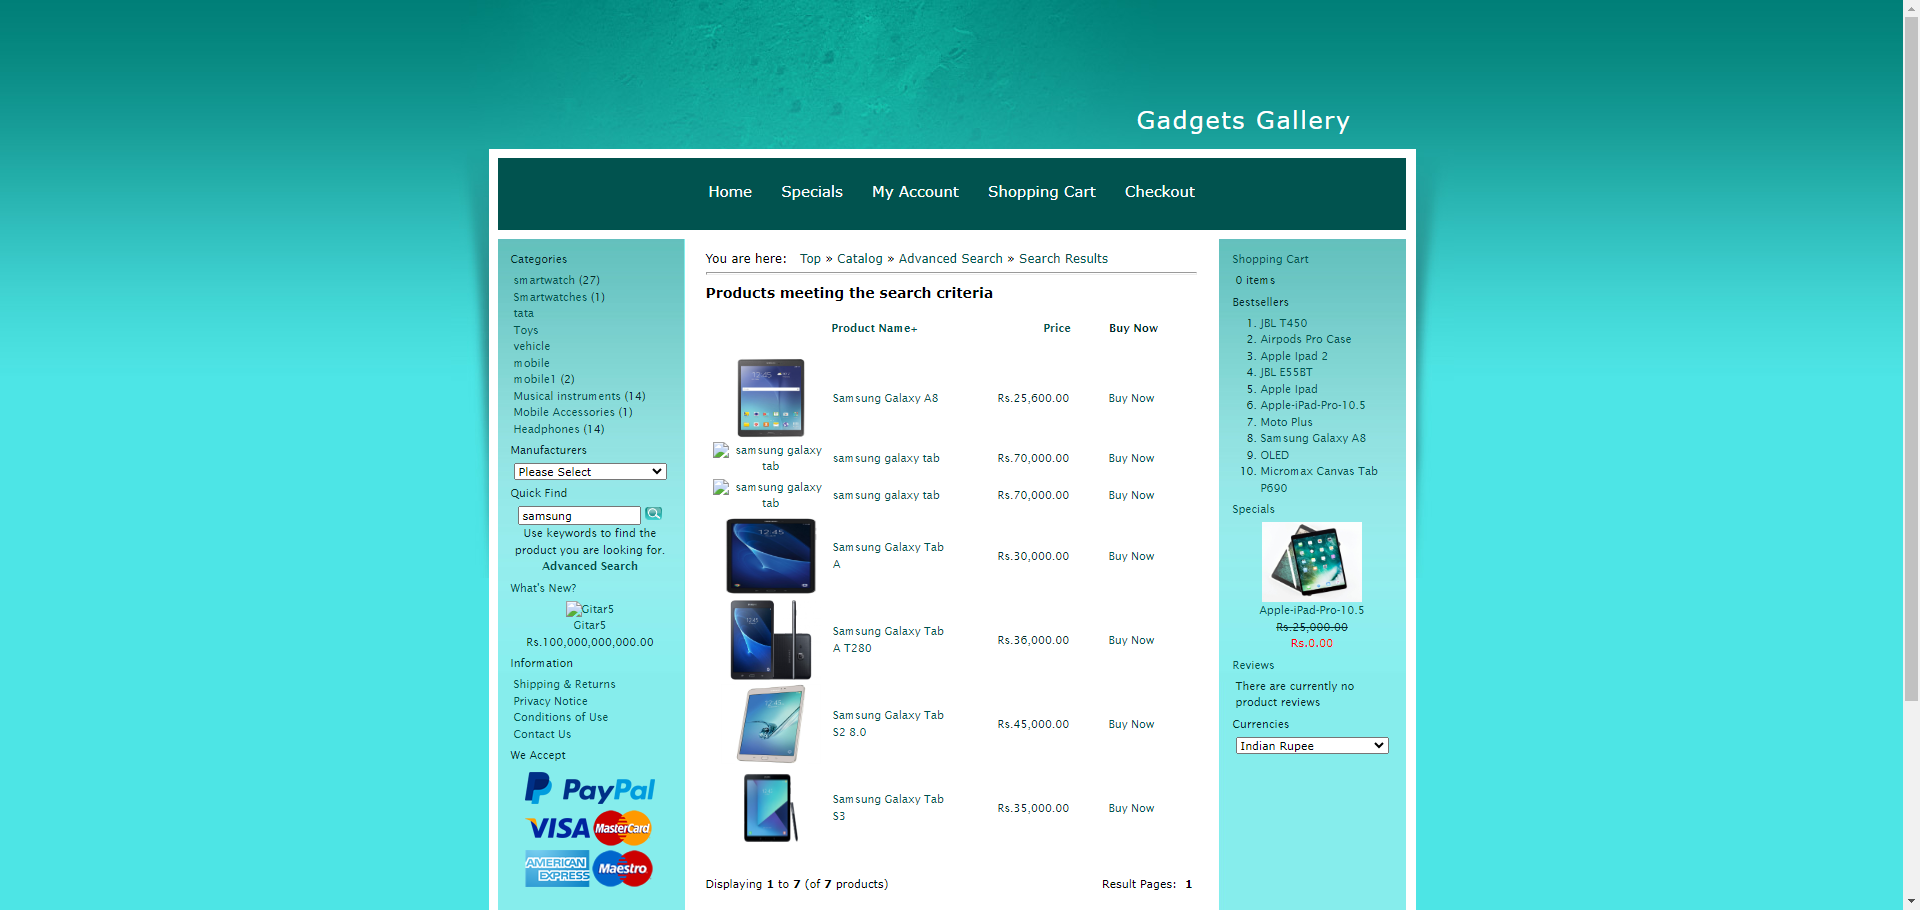 Gadgets Gallery
Home Specials My Account Shopping Cart Checkout
Categories
smartwatch (27)
Smartwatches (1)
tata
Toys
vehicle
mobile
mobile1 (2)
Musical instruments (14)
Mobile Accessories (1)
Headphones (14)
Manufacturers
Please Select
Quick Find
samsung
Use keywords to find the
product you are looking for.
Advanced Search
What's New?
Gitar5
Gitar5
Rs.100,000,000,000.00
Information
Shipping & Returns
Privacy Notice
Conditions of Use
Contact Us
We Accept
PayPal
VISA MasterCard
AMERICAN EXPRESS Maestro
You are here: Top » Catalog » Advanced Search » Search Results
Products meeting the search criteria
Product Name+ Price Buy Now
Samsung Galaxy A8 Rs.25,600.00 Buy Now
samsung galaxy
tab
samsung galaxy tab Rs.70,000.00 Buy Now
samsung galaxy
tab
samsung galaxy tab Rs.70,000.00 Buy Now
Samsung Galaxy Tab
A
Rs.30,000.00 Buy Now
Samsung Galaxy Tab
A T280
Rs.36,000.00 Buy Now
Samsung Galaxy Tab
S2 8.0
Rs.45,000.00 Buy Now
Samsung Galaxy Tab
S3
Rs.35,000.00 Buy Now
Displaying 1 to 7 (of 7 products) Result Pages: 1
Shopping Cart
0 items
Bestsellers
1. JBL T450
2. Airpods Pro Case
3. Apple Ipad 2
4. JBL E55BT
5. Apple Ipad
6. Apple-iPad-Pro-10.5
7. Moto Plus
8. Samsung Galaxy A8
9. OLED
10. Micromax Canvas Tab
P690
Specials
Apple-iPad-Pro-10.5
Rs.25,000.00
Rs.0.00
Reviews
There are currently no
product reviews
Currencies
Indian Rupee